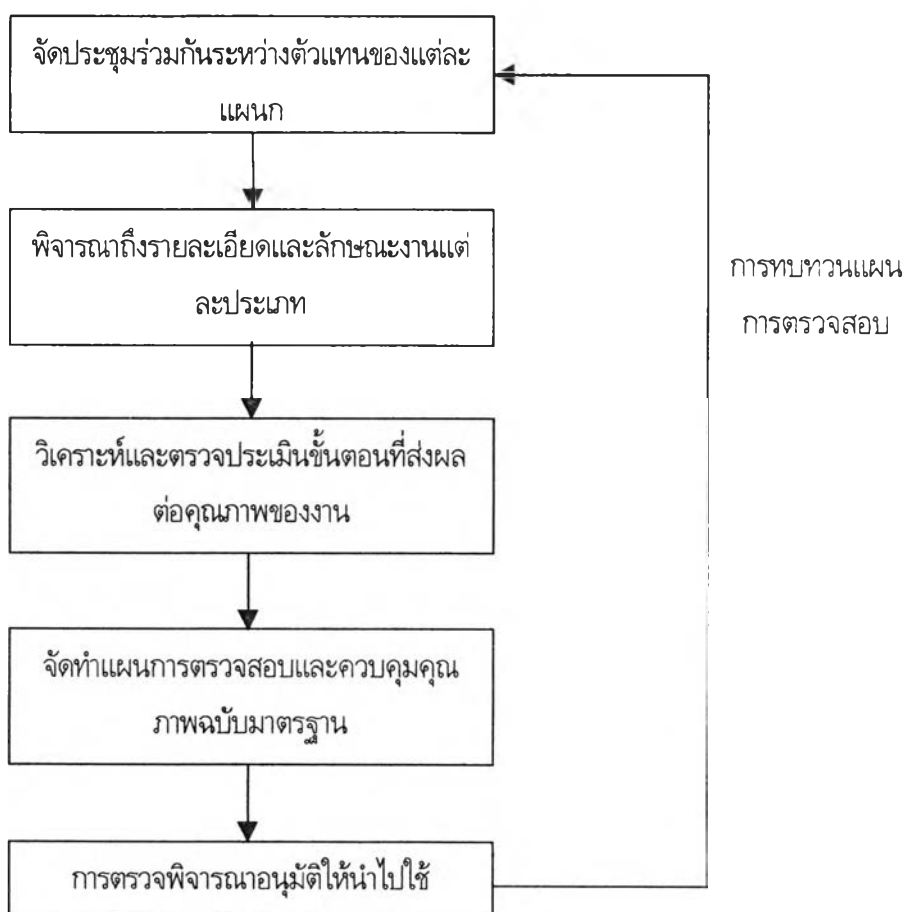 จัดประชุมร่วมกันระหว่างตัวแทนของแต่ละ
แผนก
พิจารณาถึงรายละเอียดและลักษณะงานแต่
ละประเภท
การทบทวนแผน
การตรวจสอบ
วิเคราะห์และตรวจประเมินขั้นตอนที่ส่งผล
ต่อคุณภาพของงาน
จัดทำแผนการตรวจสอบและควบคุมคุณ
ภาพฉบับมาตรฐาน
การตรวจพิจารณาอนุมัติให้นำไปใช้